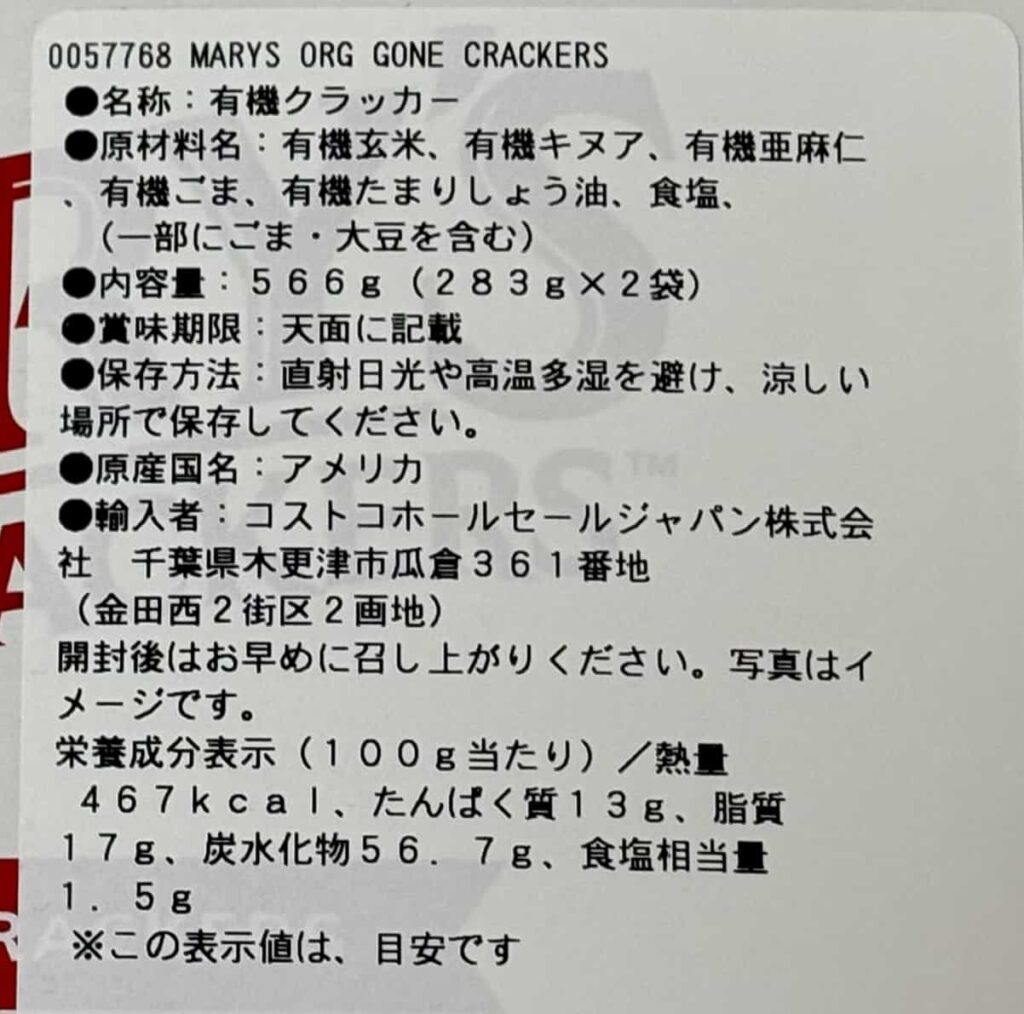 0057768 MARYS ORG GONE CRACKERS
●名称：有機クラッカー
●原材料名：有機玄米、有機キヌア、有機亜麻仁
、有機ごま、有機たまりしょう油、食塩、
（一部にごま・大豆を含む）
●内容量：５６６ｇ（２８３ｇ×２袋）
●賞味期限：天面に記載
●保存方法：直射日光や高温多湿を避け、涼しい
場所で保存してください。
●原産国名：アメリカ
●輸入者：コストコホールセールジャパン株式会
社　千葉県木更津市瓜倉３６１番地
（金田西２街区２画地）
開封後はお早めに召し上がりください。写真はイ
メージです。
栄養成分表示（１００ｇ当たり）／熱量
４６７ｋｃａｌ、たんぱく質１３ｇ、脂質
１７ｇ、炭水化物５６．７ｇ、食塩相当量
１．５ｇ
※この表示値は、目安です